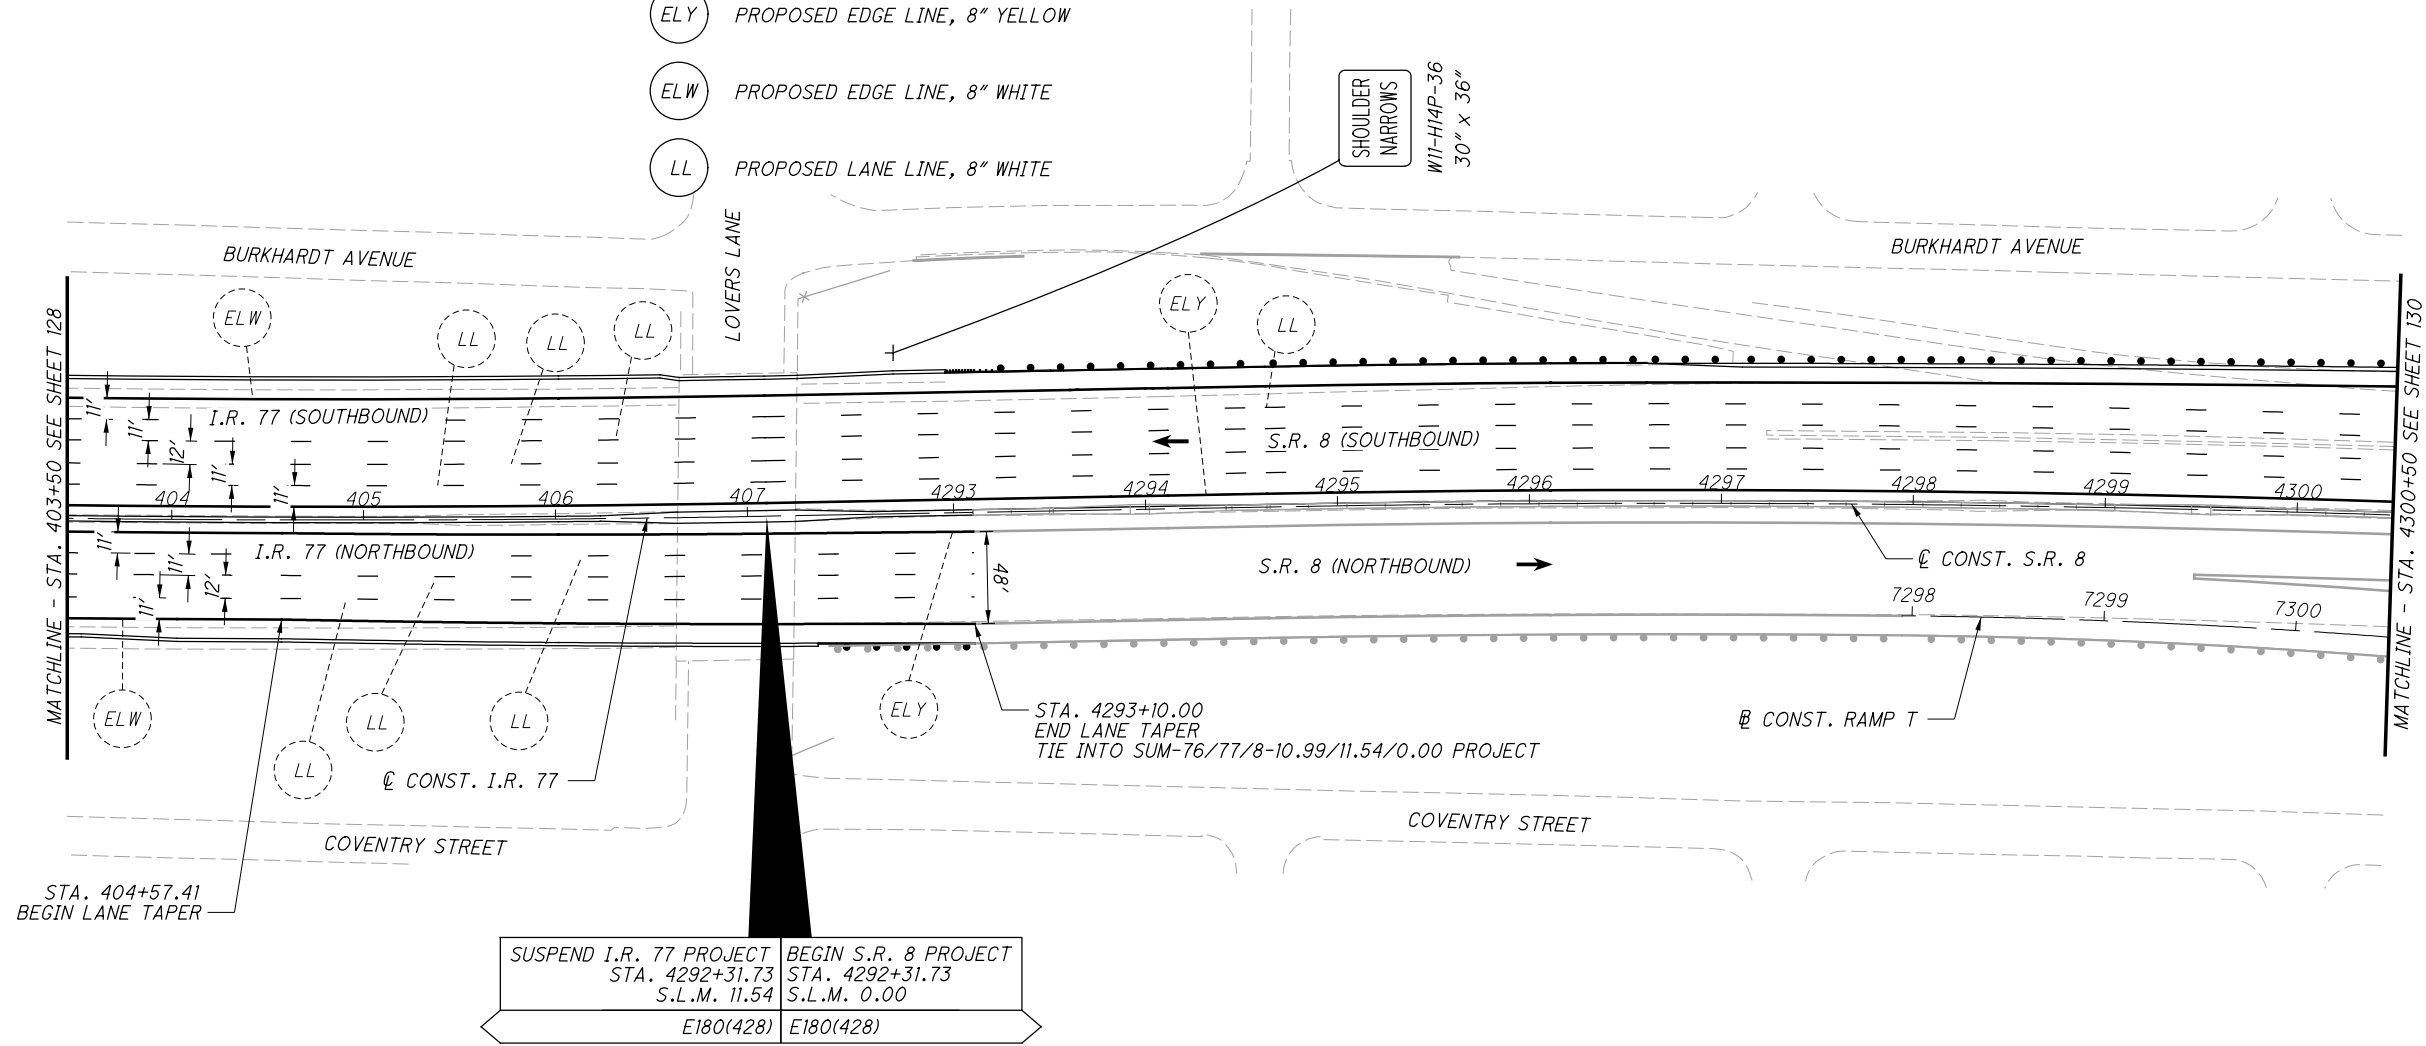 ELY PROPOSED EDGE LINE, 8" YELLOW
ELW PROPOSED EDGE LINE, 8" WHITE
LL PROPOSED LANE LINE, 8" WHITE
SHOULDER
NARROWS
W11-H14P-36
30" x 36"
BURKHARDT AVENUE
LOVERS LANE
BURKHARDT AVENUE
MATCHLINE - STA. 403+50 SEE SHEET 128
MATCHLINE - STA. 4300+50 SEE SHEET 130
ELW
LL
LL
LL
ELY
LL
I.R. 77 (SOUTHBOUND)
S.R. 8 (SOUTHBOUND)
11'
11'
12'
11'
11'
404
405
406
407
4293
4294
4295
4296
4297
4298
4299
4300
I.R. 77 (NORTHBOUND)
S.R. 8 (NORTHBOUND)
11'
11'
12'
11'
48'
℄ CONST. S.R. 8
7298
7299
7300
ELW
LL
LL
LL
ELY
STA. 4293+10.00
END LANE TAPER
TIE INTO SUM-76/77/8-10.99/11.54/0.00 PROJECT
BL CONST. RAMP T
℄ CONST. I.R. 77
COVENTRY STREET
COVENTRY STREET
STA. 404+57.41
BEGIN LANE TAPER
SUSPEND I.R. 77 PROJECT
STA. 4292+31.73
S.L.M. 11.54
E180(428)
BEGIN S.R. 8 PROJECT
STA. 4292+31.73
S.L.M. 0.00
E180(428)